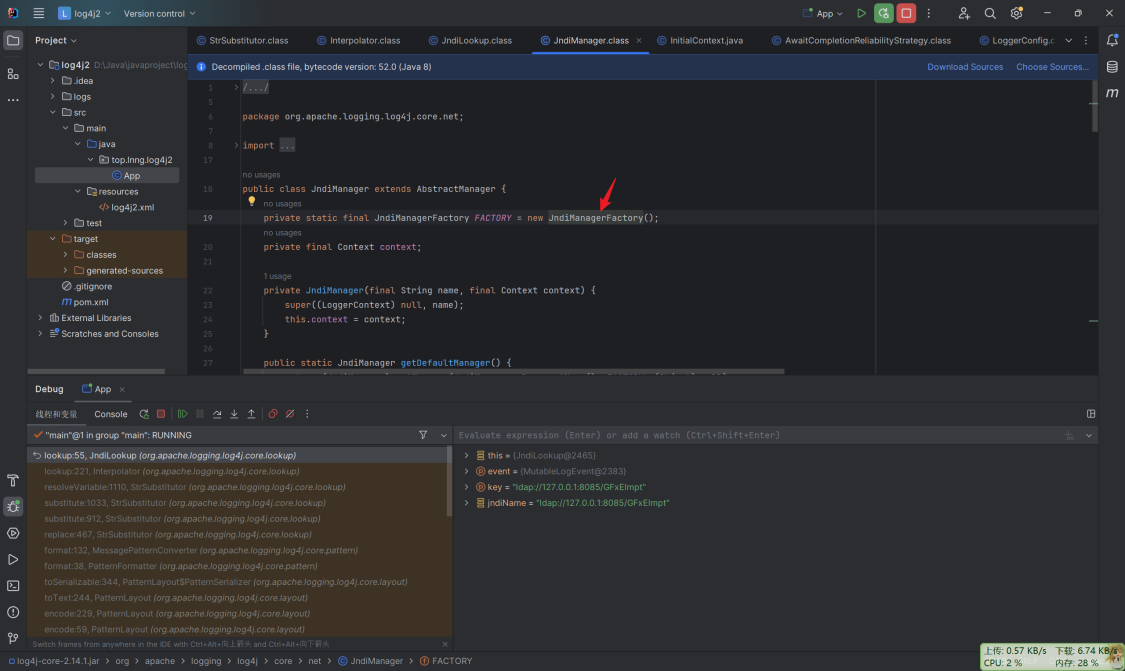 L log4j2 Version control App
Project
StrSubstitutor.class Interpolator.class JndiLookup.class JndiManager.class InitialContext.java AwaitCompletionReliabilityStrategy.class LoggerConfig.c
Decompiled .class file, bytecode version: 52.0 (Java 8) Download Sources Choose Sources...
log4j2 D:\Java\javaproject\log
.idea
logs
src
main
java
top.lnng.log4j2
App
resources
log4j2.xml
test
target
classes
generated-sources
.gitignore
pom.xml
External Libraries
Scratches and Consoles
1 /.../
5
6 package org.apache.logging.log4j.core.net;
7
8 import ...
17
no usages
18 public class JndiManager extends AbstractManager {
no usages
19 private static final JndiManagerFactory FACTORY = new JndiManagerFactory();
no usages
20 private final Context context;
21
1 usage
22 private JndiManager(final String name, final Context context) {
23 super((LoggerContext) null, name);
24 this.context = context;
25 }
26
27 public static JndiManager getDefaultManager() {
Debug App
线程和变量 Console
"main"@1 in group "main": RUNNING
lookup:55, JndiLookup (org.apache.logging.log4j.core.lookup)
lookup:221, Interpolator (org.apache.logging.log4j.core.lookup)
resolveVariable:1110, StrSubstitutor (org.apache.logging.log4j.core.lookup)
substitute:1033, StrSubstitutor (org.apache.logging.log4j.core.lookup)
substitute:912, StrSubstitutor (org.apache.logging.log4j.core.lookup)
replace:467, StrSubstitutor (org.apache.logging.log4j.core.lookup)
format:132, MessagePatternConverter (org.apache.logging.log4j.core.pattern)
format:38, PatternFormatter (org.apache.logging.log4j.core.pattern)
toSerializable:344, PatternLayout$PatternSerializer (org.apache.logging.log4j.core.layout)
toText:244, PatternLayout (org.apache.logging.log4j.core.layout)
encode:229, PatternLayout (org.apache.logging.log4j.core.layout)
encode:59, PatternLayout (org.apache.logging.log4j.core.layout)
Switch frames from anywhere in the IDE with Ctrl+Alt+向上箭头 and Ctrl+Alt+向下箭头
Evaluate expression (Enter) or add a watch (Ctrl+Shift+Enter)
this = {JndiLookup@2465}
event = {MutableLogEvent@2383}
key = "ldap://127.0.0.1:8085/GFxElmpt"
jndiName = "ldap://127.0.0.1:8085/GFxElmpt"
log4j-core-2.14.1.jar org apache logging log4j core net JndiManager FACTORY
上传: 0.57 KB/s 下载: 6.74 KB/s
CPU: 2 % 内存: 28 %